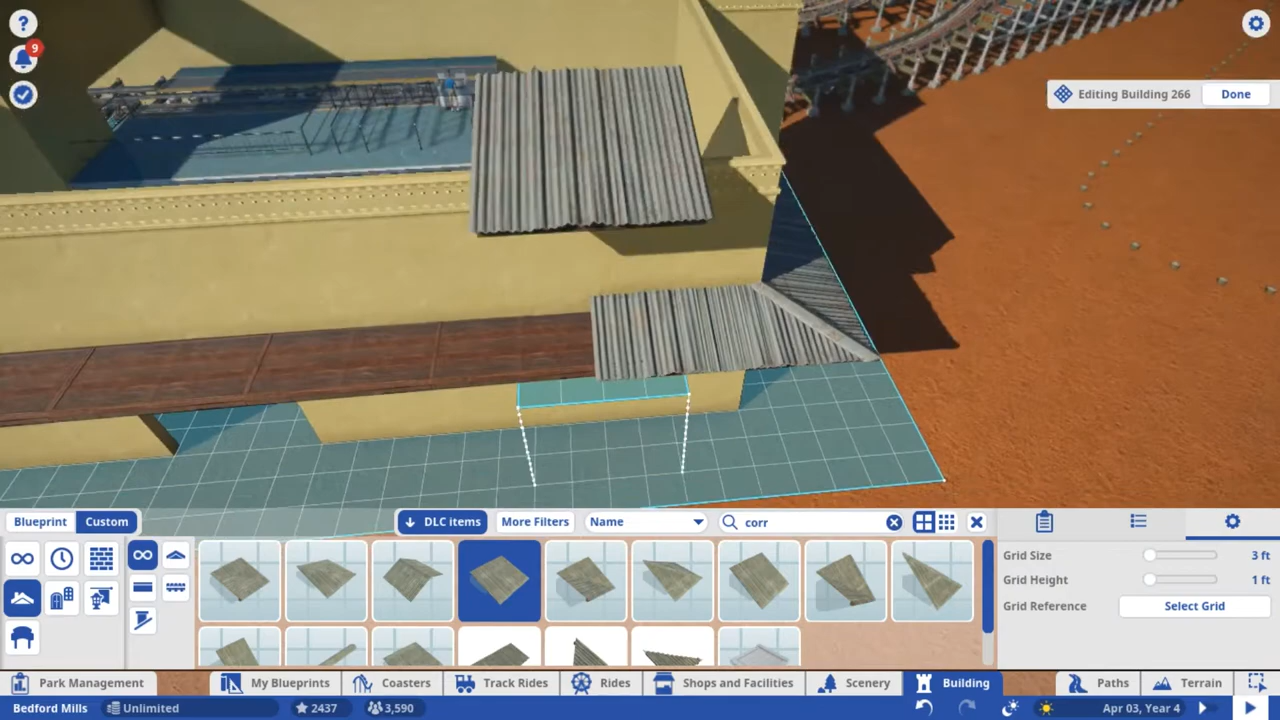 ?
9
Editing Building 266
Done
Blueprint
Custom
DLC items
More Filters
Name
corr
Grid Size
3 ft
Grid Height
1 ft
Grid Reference
Select Grid
Park Management
My Blueprints
Coasters
Track Rides
Rides
Shops and Facilities
Scenery
Building
Paths
Terrain
Bedford Mills
Unlimited
2437
3,590
Apr 03, Year 4